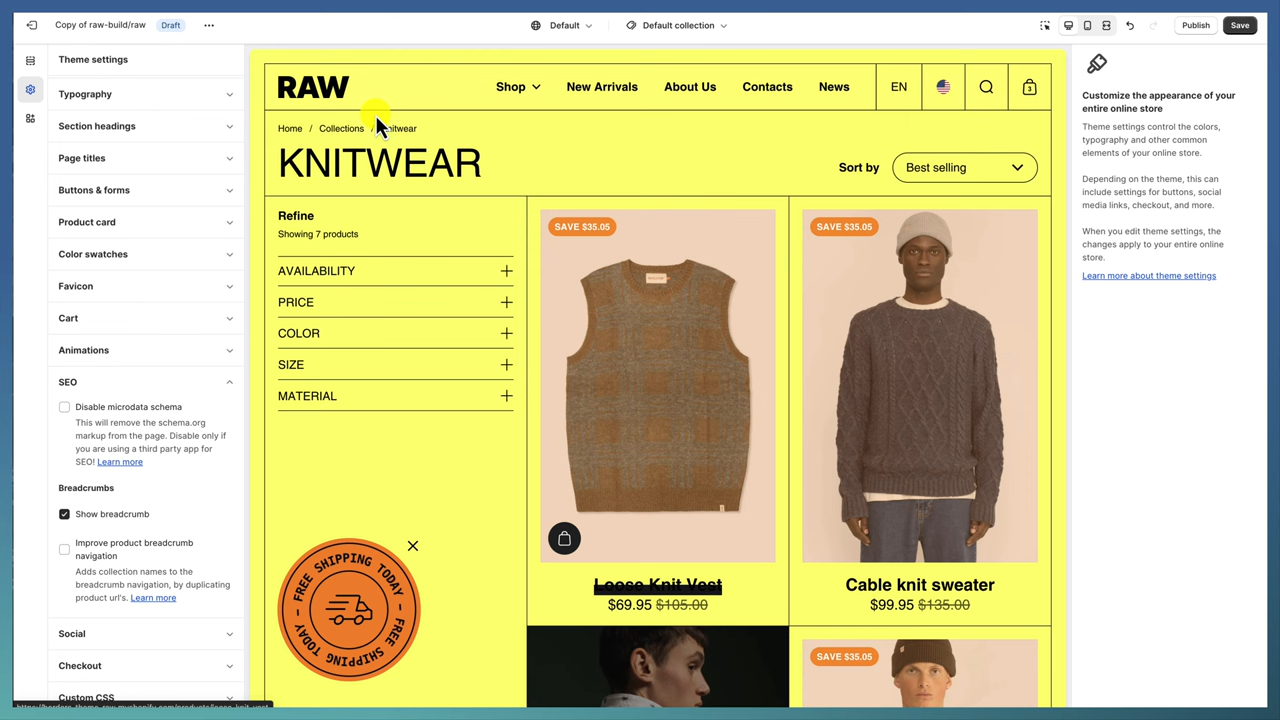 Copy of raw-build/raw
Draft
Default
Default collection
Publish
Save
Theme settings
Typography
Section headings
Page titles
Buttons & forms
Product card
Color swatches
Favicon
Cart
Animations
SEO
Disable microdata schema
This will remove the schema.org
markup from the page. Disable only if
you are using a third party app for
SEO! Learn more
Breadcrumbs
Show breadcrumb
Improve product breadcrumb
navigation
Adds collection names to the
breadcrumb navigation, by duplicating
product url's. Learn more
Social
Checkout
Custom CSS
RAW
Shop
New Arrivals
About Us
Contacts
News
EN
3
Home / Collections /
KNITWEAR
Sort by
Best selling
Refine
Showing 7 products
AVAILABILITY
PRICE
COLOR
SIZE
MATERIAL
FREE SHIPPING TODAY – FREE SHIPPING TODAY –
SAVE $35.05
Loose Knit Vest
$69.95 $105.00
SAVE $35.05
Cable knit sweater
$99.95 $135.00
SAVE $35.05
Customize the appearance of your
entire online store
Theme settings control the colors,
typography and other common
elements of your online store.
Depending on the theme, this can
include settings for buttons, social
media links, checkout, and more.
When you edit theme settings, the
changes apply to your entire online
store.
Learn more about theme settings